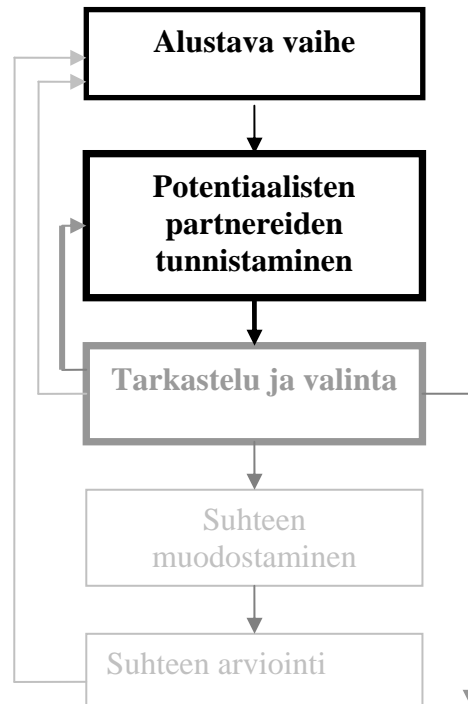 Alustava vaihe
Potentiaalisten
partnereiden
tunnistaminen
Tarkastelu ja valinta
Suhteen
muodostaminen
Suhteen arviointi